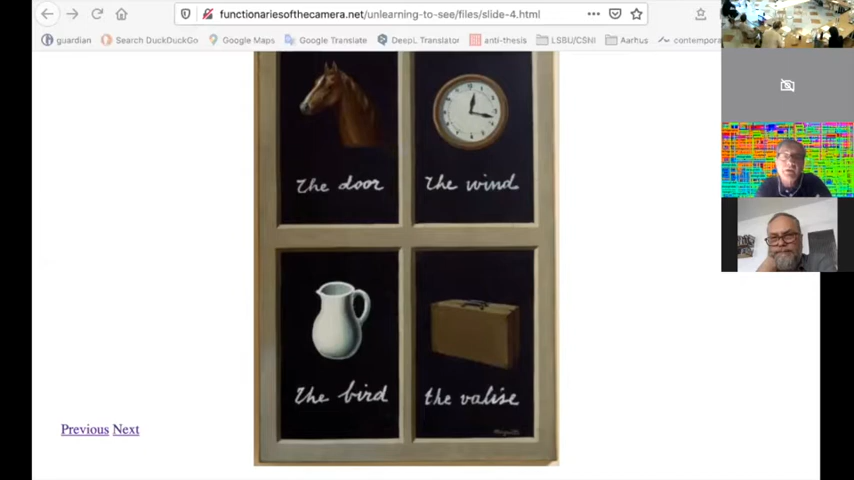 functionariesofthecamera.net/unlearning-to-see/files/slide-4.html
guardian Search DuckDuckGo Google Maps Google Translate DeepL Translator anti-thesis LSBU/CSNI Aarhus contempora
The door the wind
The bird the valise
Previous Next